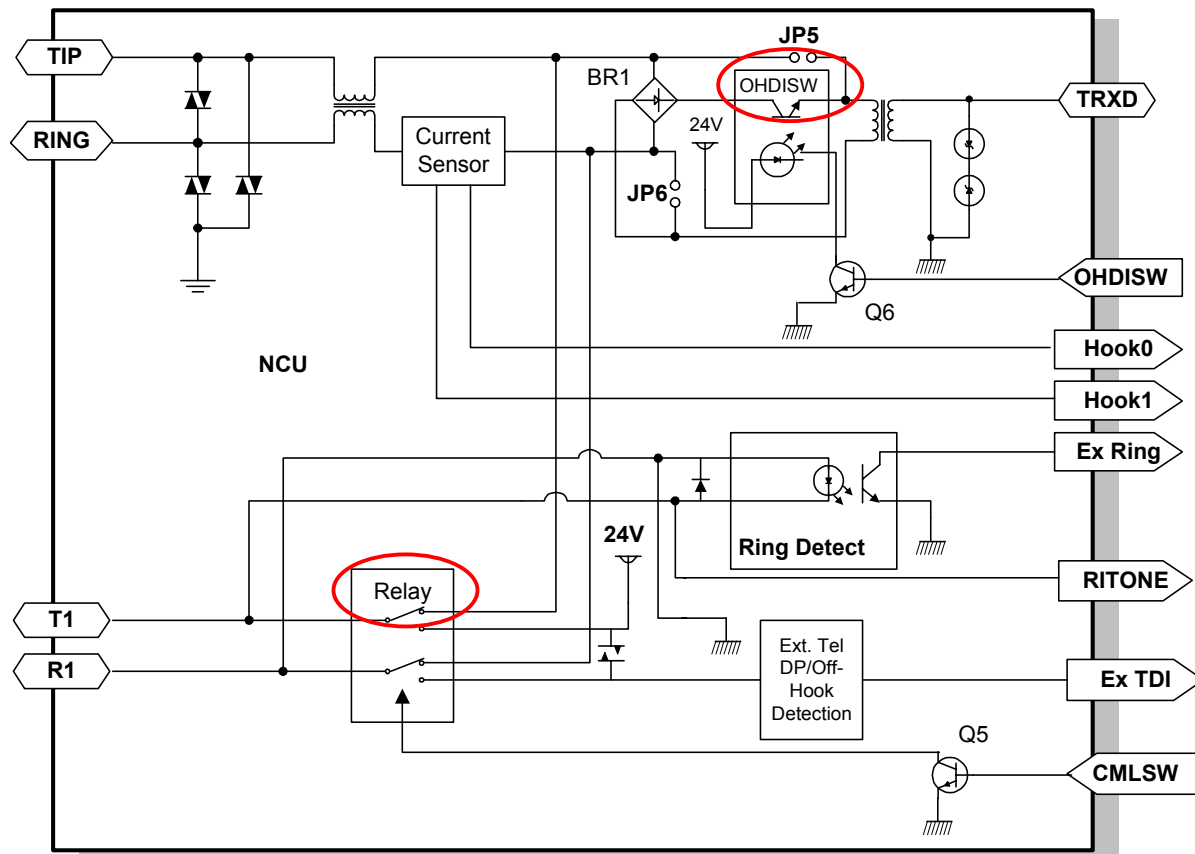 TIP
JP5
BR1
OHDISW
TRXD
24V
RING
Current
Sensor
JP6
OHDISW
Q6
NCU
Hook0
Hook1
Ex Ring
24V
Ring Detect
Relay
RITONE
T1
R1
Ext. Tel
DP/Off-
Hook
Detection
Ex TDI
Q5
CMLSW